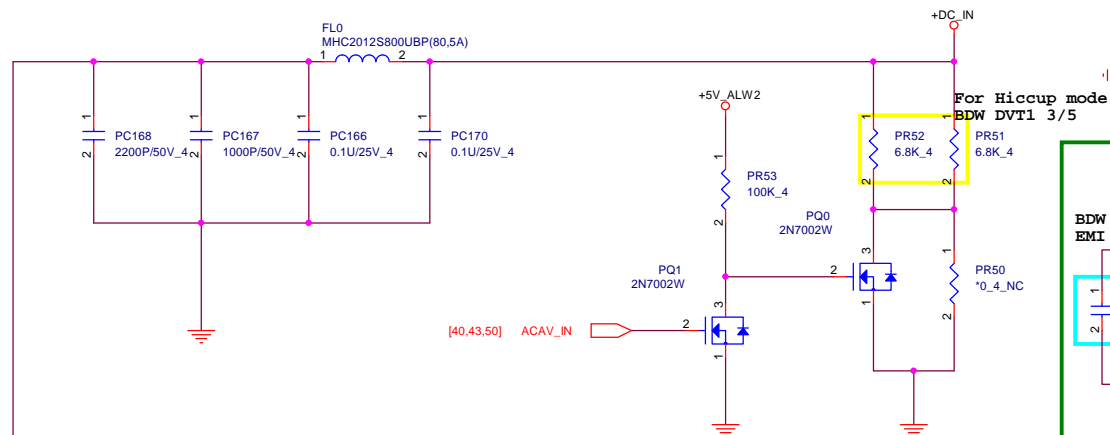 +DC_IN
FL0
MHC2012S800UBP(80,5A)
1
2
+5V_ALW2
For Hiccup mode
BDW DVT1 3/5
1
2
PC168
2200P/50V_4
1
2
PC167
1000P/50V_4
1
2
PC166
0.1U/25V_4
1
2
PC170
0.1U/25V_4
1
2
PR52
6.8K_4
1
2
PR51
6.8K_4
1
2
PR53
100K_4
PQ0
2N7002W
3
2
1
BDW
EMI
1
2
PR50
*0_4_NC
1
2
PQ1
2N7002W
3
2
1
[40,43,50] ACAV_IN